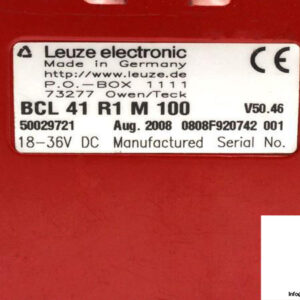 Leuze electronic
Made in Germany
http://www.leuze.de
P.O.-BOX 1111
73277 Owen/Teck
CE
BCL 41 R1 M 100 V50.46
50029721 Aug. 2008 0808F920742 001
18-36V DC Manufactured Serial No.